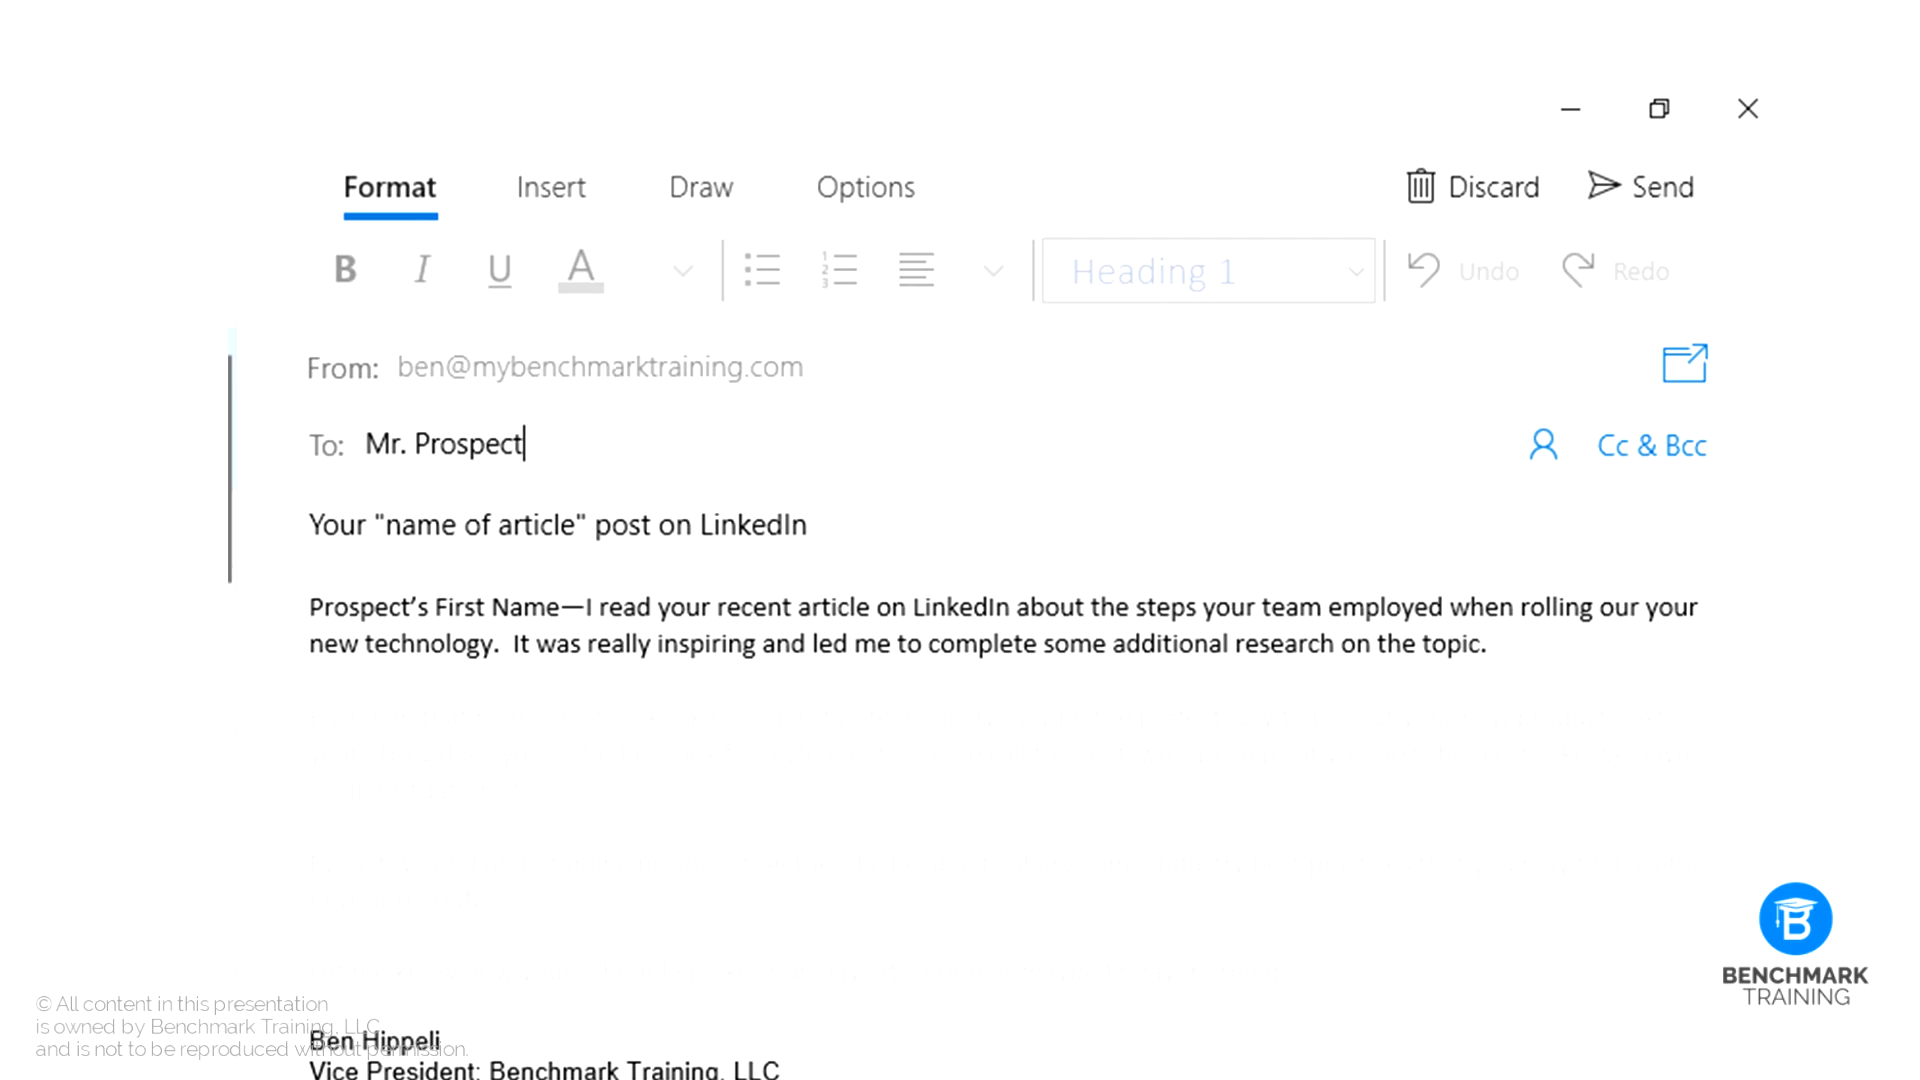 Format Insert Draw Options Discard Send
B I U A 1 2 3 Heading 1 Undo Redo
From: ben@mybenchmarktraining.com
To: Mr. Prospect Cc & Bcc
Your "name of article" post on LinkedIn
Prospect’s First Name—I read your recent article on LinkedIn about the steps your team employed when rolling our your
new technology.  It was really inspiring and led me to complete some additional research on the topic.
B
BENCHMARK
TRAINING
© All content in this presentation
is owned by Benchmark Training, LLC
and is not to be reproduced without permission.
Ben Hippeli
Vice President: Benchmark Training, LLC